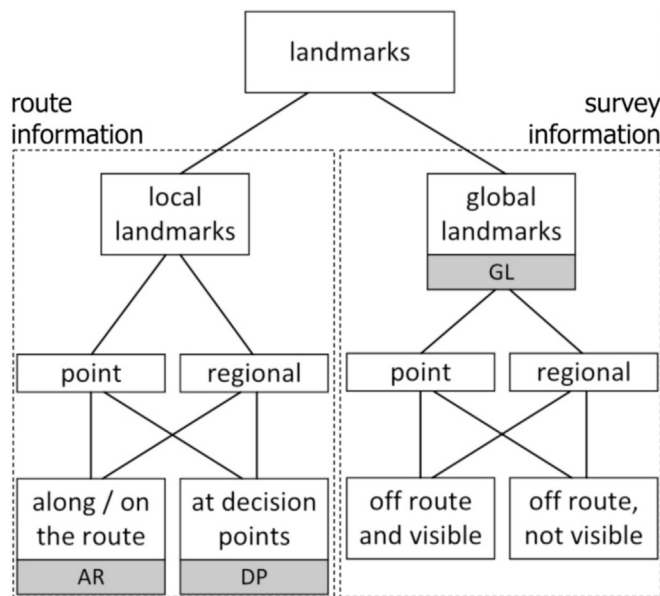 landmarks
route
information
survey
information
local
landmarks
global
landmarks
GL
point
regional
point
regional
along / on
the route
AR
at decision
points
DP
off route
and visible
off route,
not visible